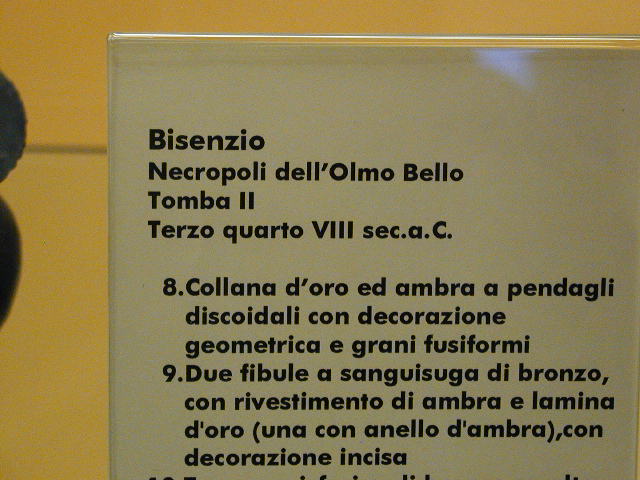 Bisenzio
Necropoli dell'Olmo Bello
Tomba II
Terzo quarto VIII sec.a.C.
8.Collana d'oro ed ambra a pendagli
discoidali con decorazione
geometrica e grani fusiformi
9.Due fibule a sanguisuga di bronzo,
con rivestimento di ambra e lamina
d'oro (una con anello d'ambra),con
decorazione incisa